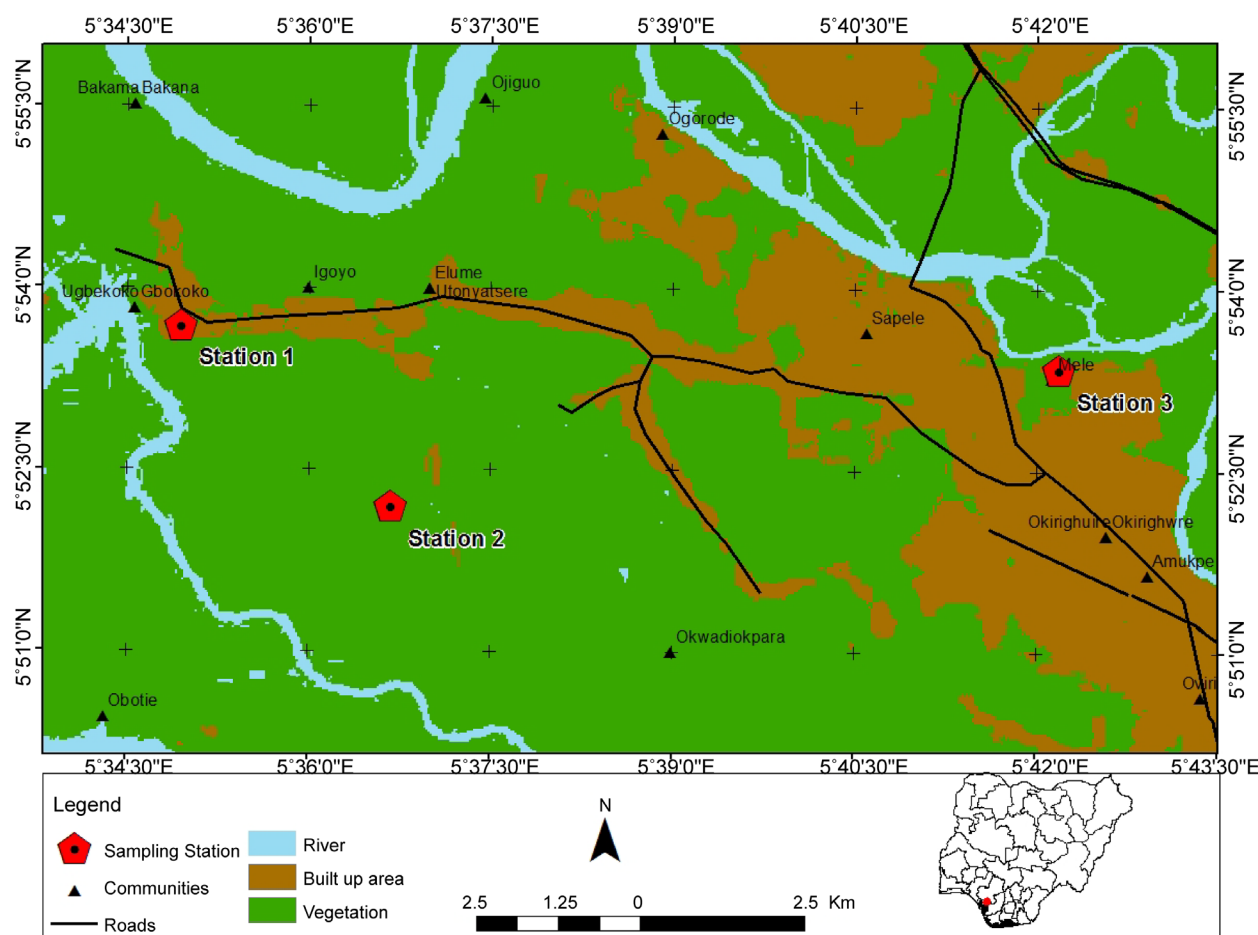 5°34'30"E 5°36'0"E 5°37'30"E 5°39'0"E 5°40'30"E 5°42'0"E
5°55'30"N
5°54'0"N
5°52'30"N
5°51'0"N
Bakama Bakana
Ojiguo
Ogorode
Igoyo
Elume
Utonyatsere
Ugbekoko Gbokoko
Sapele
Station 1
Mele
Station 3
Station 2
Okirighuire Okirighwre
Amukpe
Okwadiokpara
Oviri
Obotie
5°55'30"N
5°54'0"N
5°52'30"N
5°51'0"N
5°34'30"E 5°36'0"E 5°37'30"E 5°39'0"E 5°40'30"E 5°42'0"E 5°43'30"E
Legend
Sampling Station
Communities
Roads
River
Built up area
Vegetation
N
2.5 1.25 0 2.5 Km